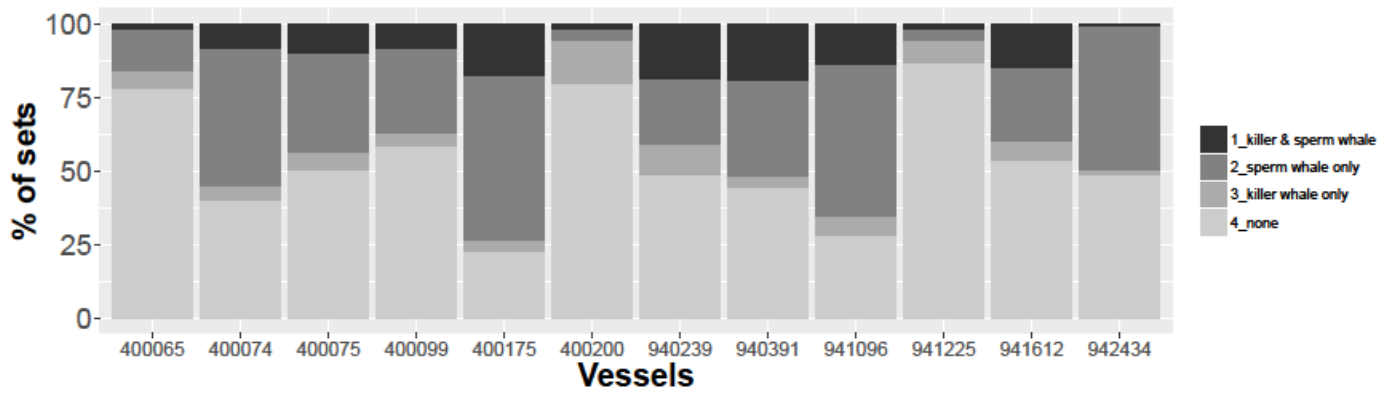 % of sets
100
75
50
25
0
400065 400074 400075 400099 400175 400200 940239 940391 941096 941225 941612 942434
Vessels
1_killer & sperm whale
2_sperm whale only
3_killer whale only
4_none